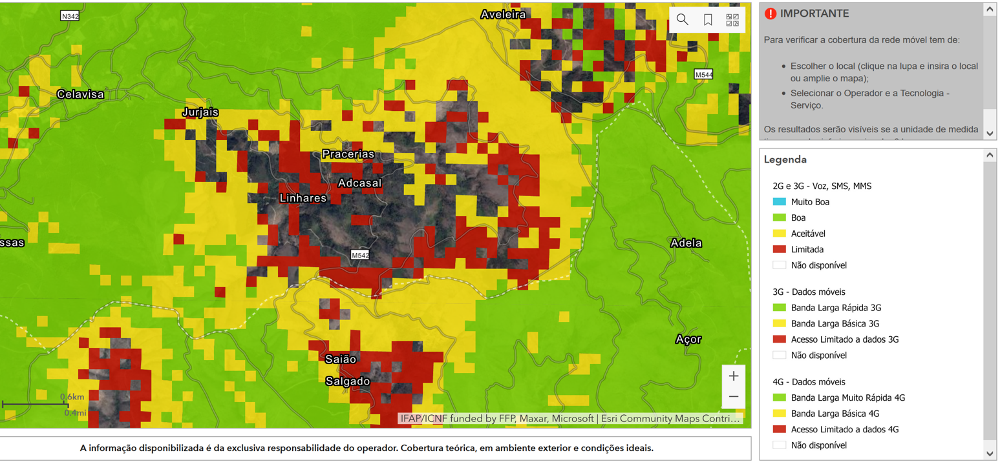 N342
Aveleira
M544
Celavisa
Jurjais
Pracerias
Adcasal
Linhares
ssas
Adela
M542
Açor
Saião
Salgado
0.6km
0.4mi
+
−
IFAP/ICNF funded by FFP, Maxar, Microsoft | Esri Community Maps Contri…
A informação disponibilizada é da exclusiva responsabilidade do operador. Cobertura teórica, em ambiente exterior e condições ideais.
! IMPORTANTE
Para verificar a cobertura da rede móvel tem de:
• Escolher o local (clique na lupa e insira o local
ou amplie o mapa);
• Selecionar o Operador e a Tecnologia -
Serviço.
Os resultados serão visíveis se a unidade de medida
Legenda
2G e 3G - Voz, SMS, MMS
Muito Boa
Boa
Aceitável
Limitada
Não disponível
3G - Dados móveis
Banda Larga Rápida 3G
Banda Larga Básica 3G
Acesso Limitado a dados 3G
Não disponível
4G - Dados móveis
Banda Larga Muito Rápida 4G
Banda Larga Básica 4G
Acesso Limitado a dados 4G
Não disponível